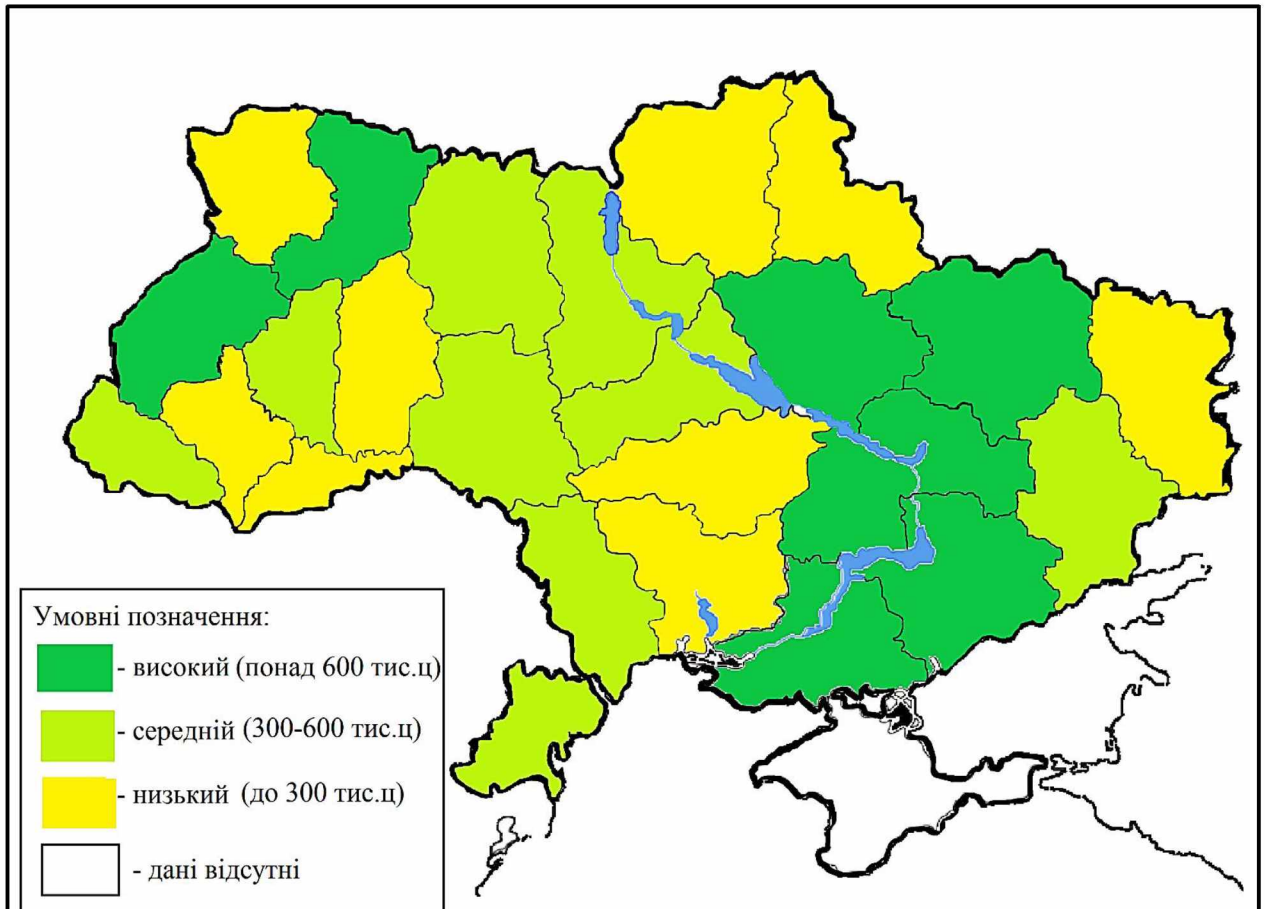 Умовні позначення:
- високий (понад 600 тис.ц)
- середній (300-600 тис.ц)
- низький (до 300 тис.ц)
- дані відсутні